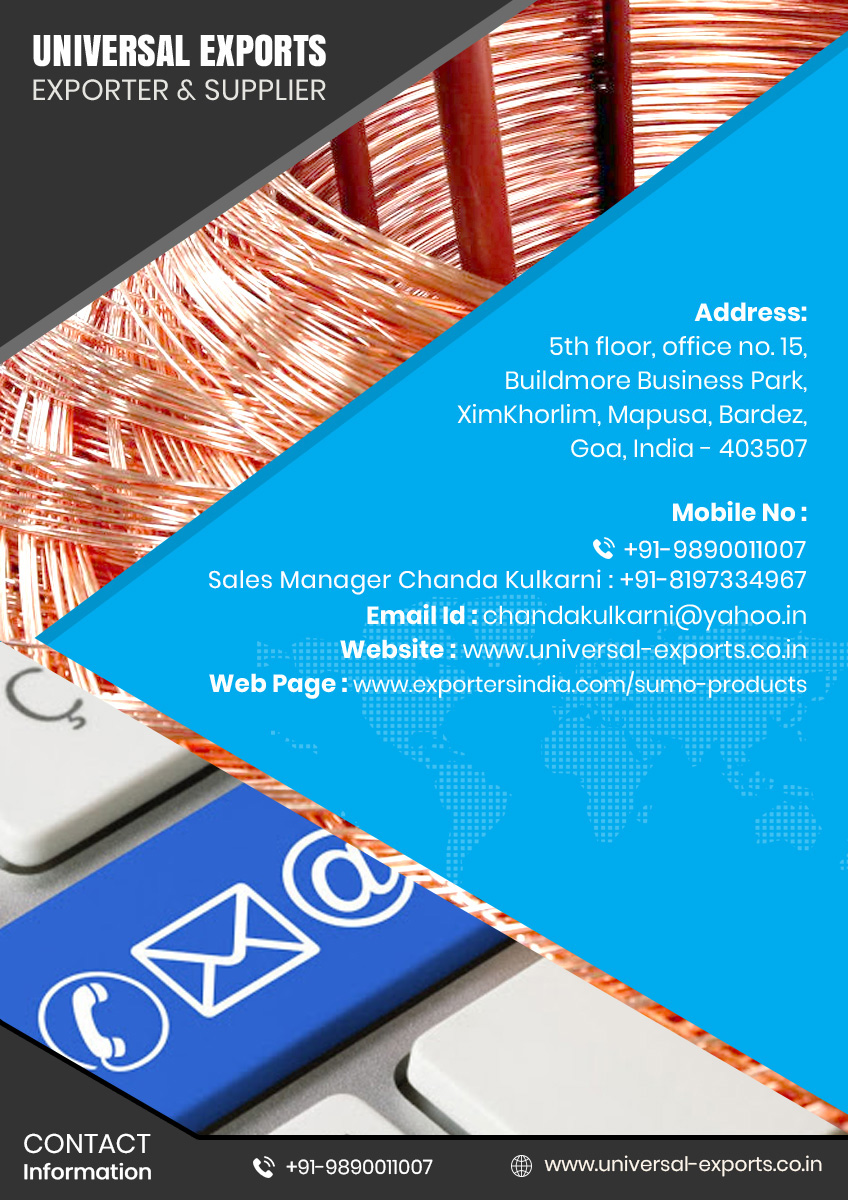 UNIVERSAL EXPORTS
EXPORTER & SUPPLIER
Address:
5th floor, office no. 15,
Buildmore Business Park,
XimKhorlim, Mapusa, Bardez,
Goa, India - 403507
Mobile No :
+91-9890011007
Sales Manager Chanda Kulkarni : +91-8197334967
Email Id : chandakulkarni@yahoo.in
Website : www.universal-exports.co.in
Web Page : www.exportersindia.com/sumo-products
@
CONTACT
Information
+91-9890011007
www.universal-exports.co.in